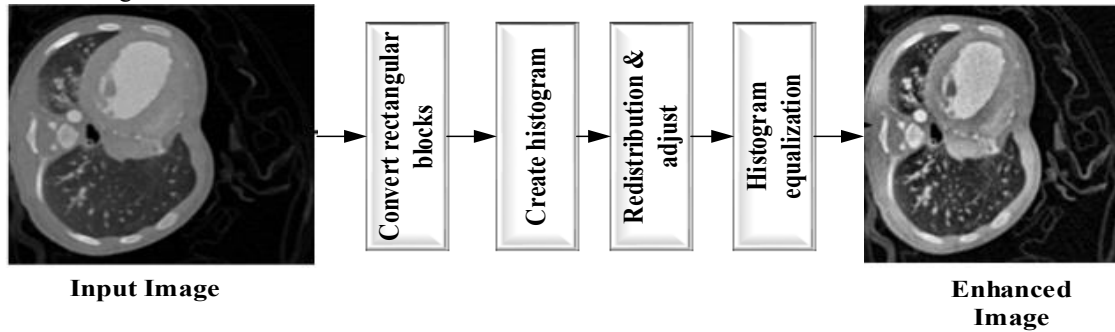 Convert rectangular
blocks
Create histogram
Redistribution &
adjust
Histogram
equalization
Input Image
Enhanced
Image